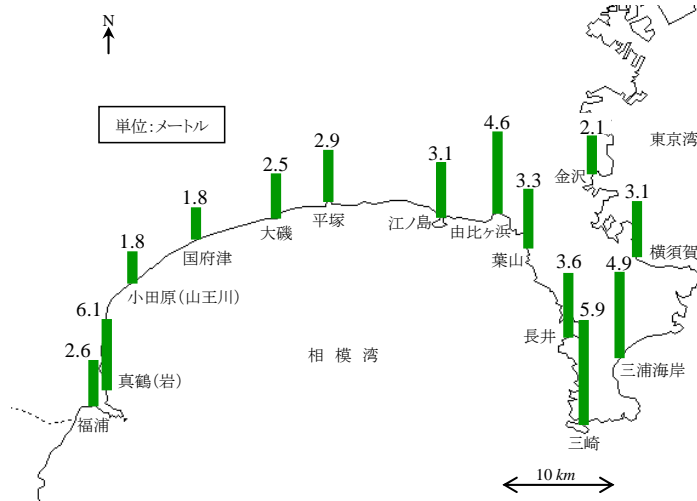 N
単位:メートル
東京湾
2.1
金沢
4.6
3.1
横須賀
2.9
3.1
3.3
2.5
平塚
江ノ島
由比ヶ浜
葉山
1.8
大磯
国府津
1.8
小田原(山王川)
3.6
4.9
6.1
5.9
長井
2.6
相模湾
真鶴(岩)
三浦海岸
福浦
三崎
10 km